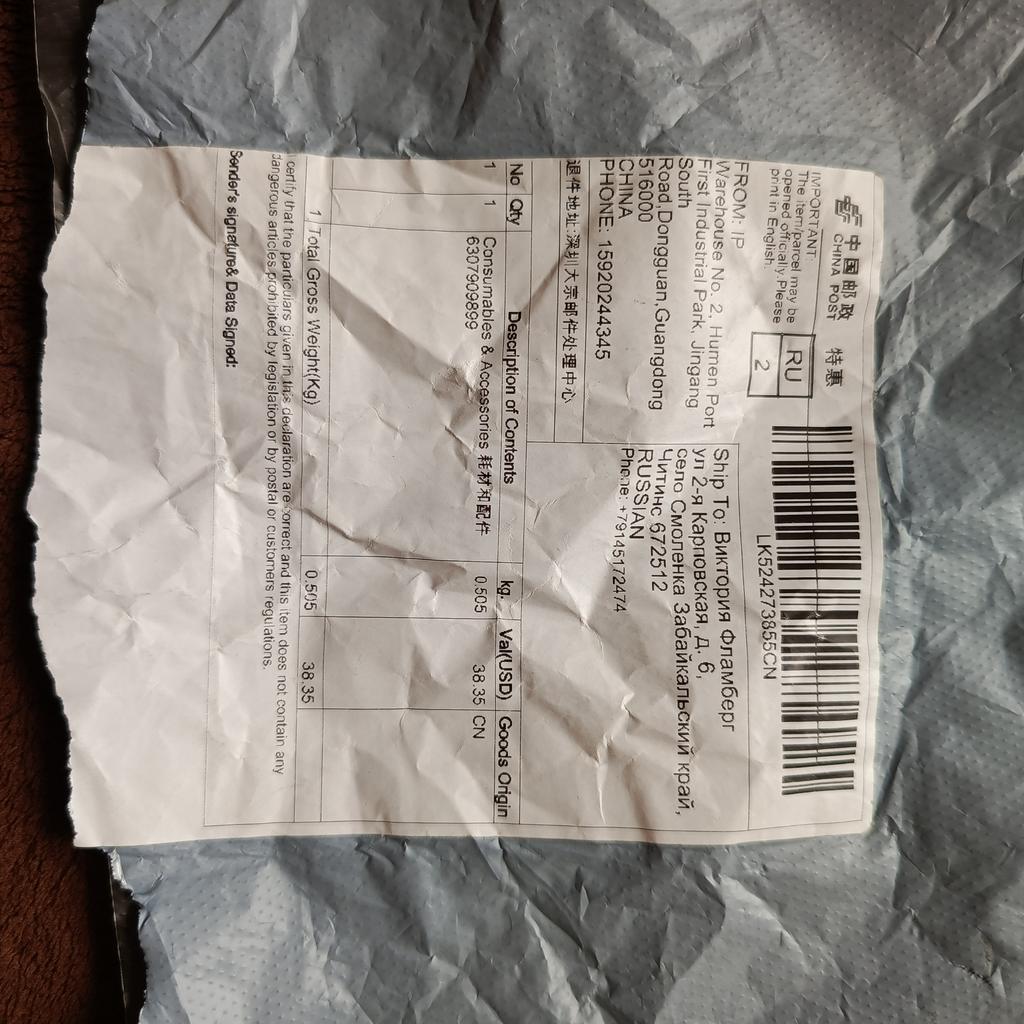 中国邮政 特惠
CHINA POST
IMPORTANT:
The item/parcel may be
opened officially.Please
print in English.
RU
2
LK524273855CN
FROM: IP
Warehouse No. 2, Humen Port
First Industrial Park, Jingang
South
Road,Dongguan,Guangdong
516000
CHINA
PHONE: 15920244345
退件地址:深圳大宗邮件处理中心
Ship To: Виктория Фламберг
ул 2-я Карповская, д. 6,
село Смоленка Забайкальский край,
Читинс 672512
RUSSIAN
Phone: +79145172474
No Qty Description of Contents kg. Val(USD) Goods Origin
1 1 Consumables & Accessories 耗材和配件 0.505 38.35 CN
6307909899
1 Total Gross Weight(Kg) 0.505 38.35
I certify that the particulars given in this declaration are correct and this item does not contain any
dangerous articles prohibited by legislation or by postal or customers regulations.
Sender's signature& Data Signed: